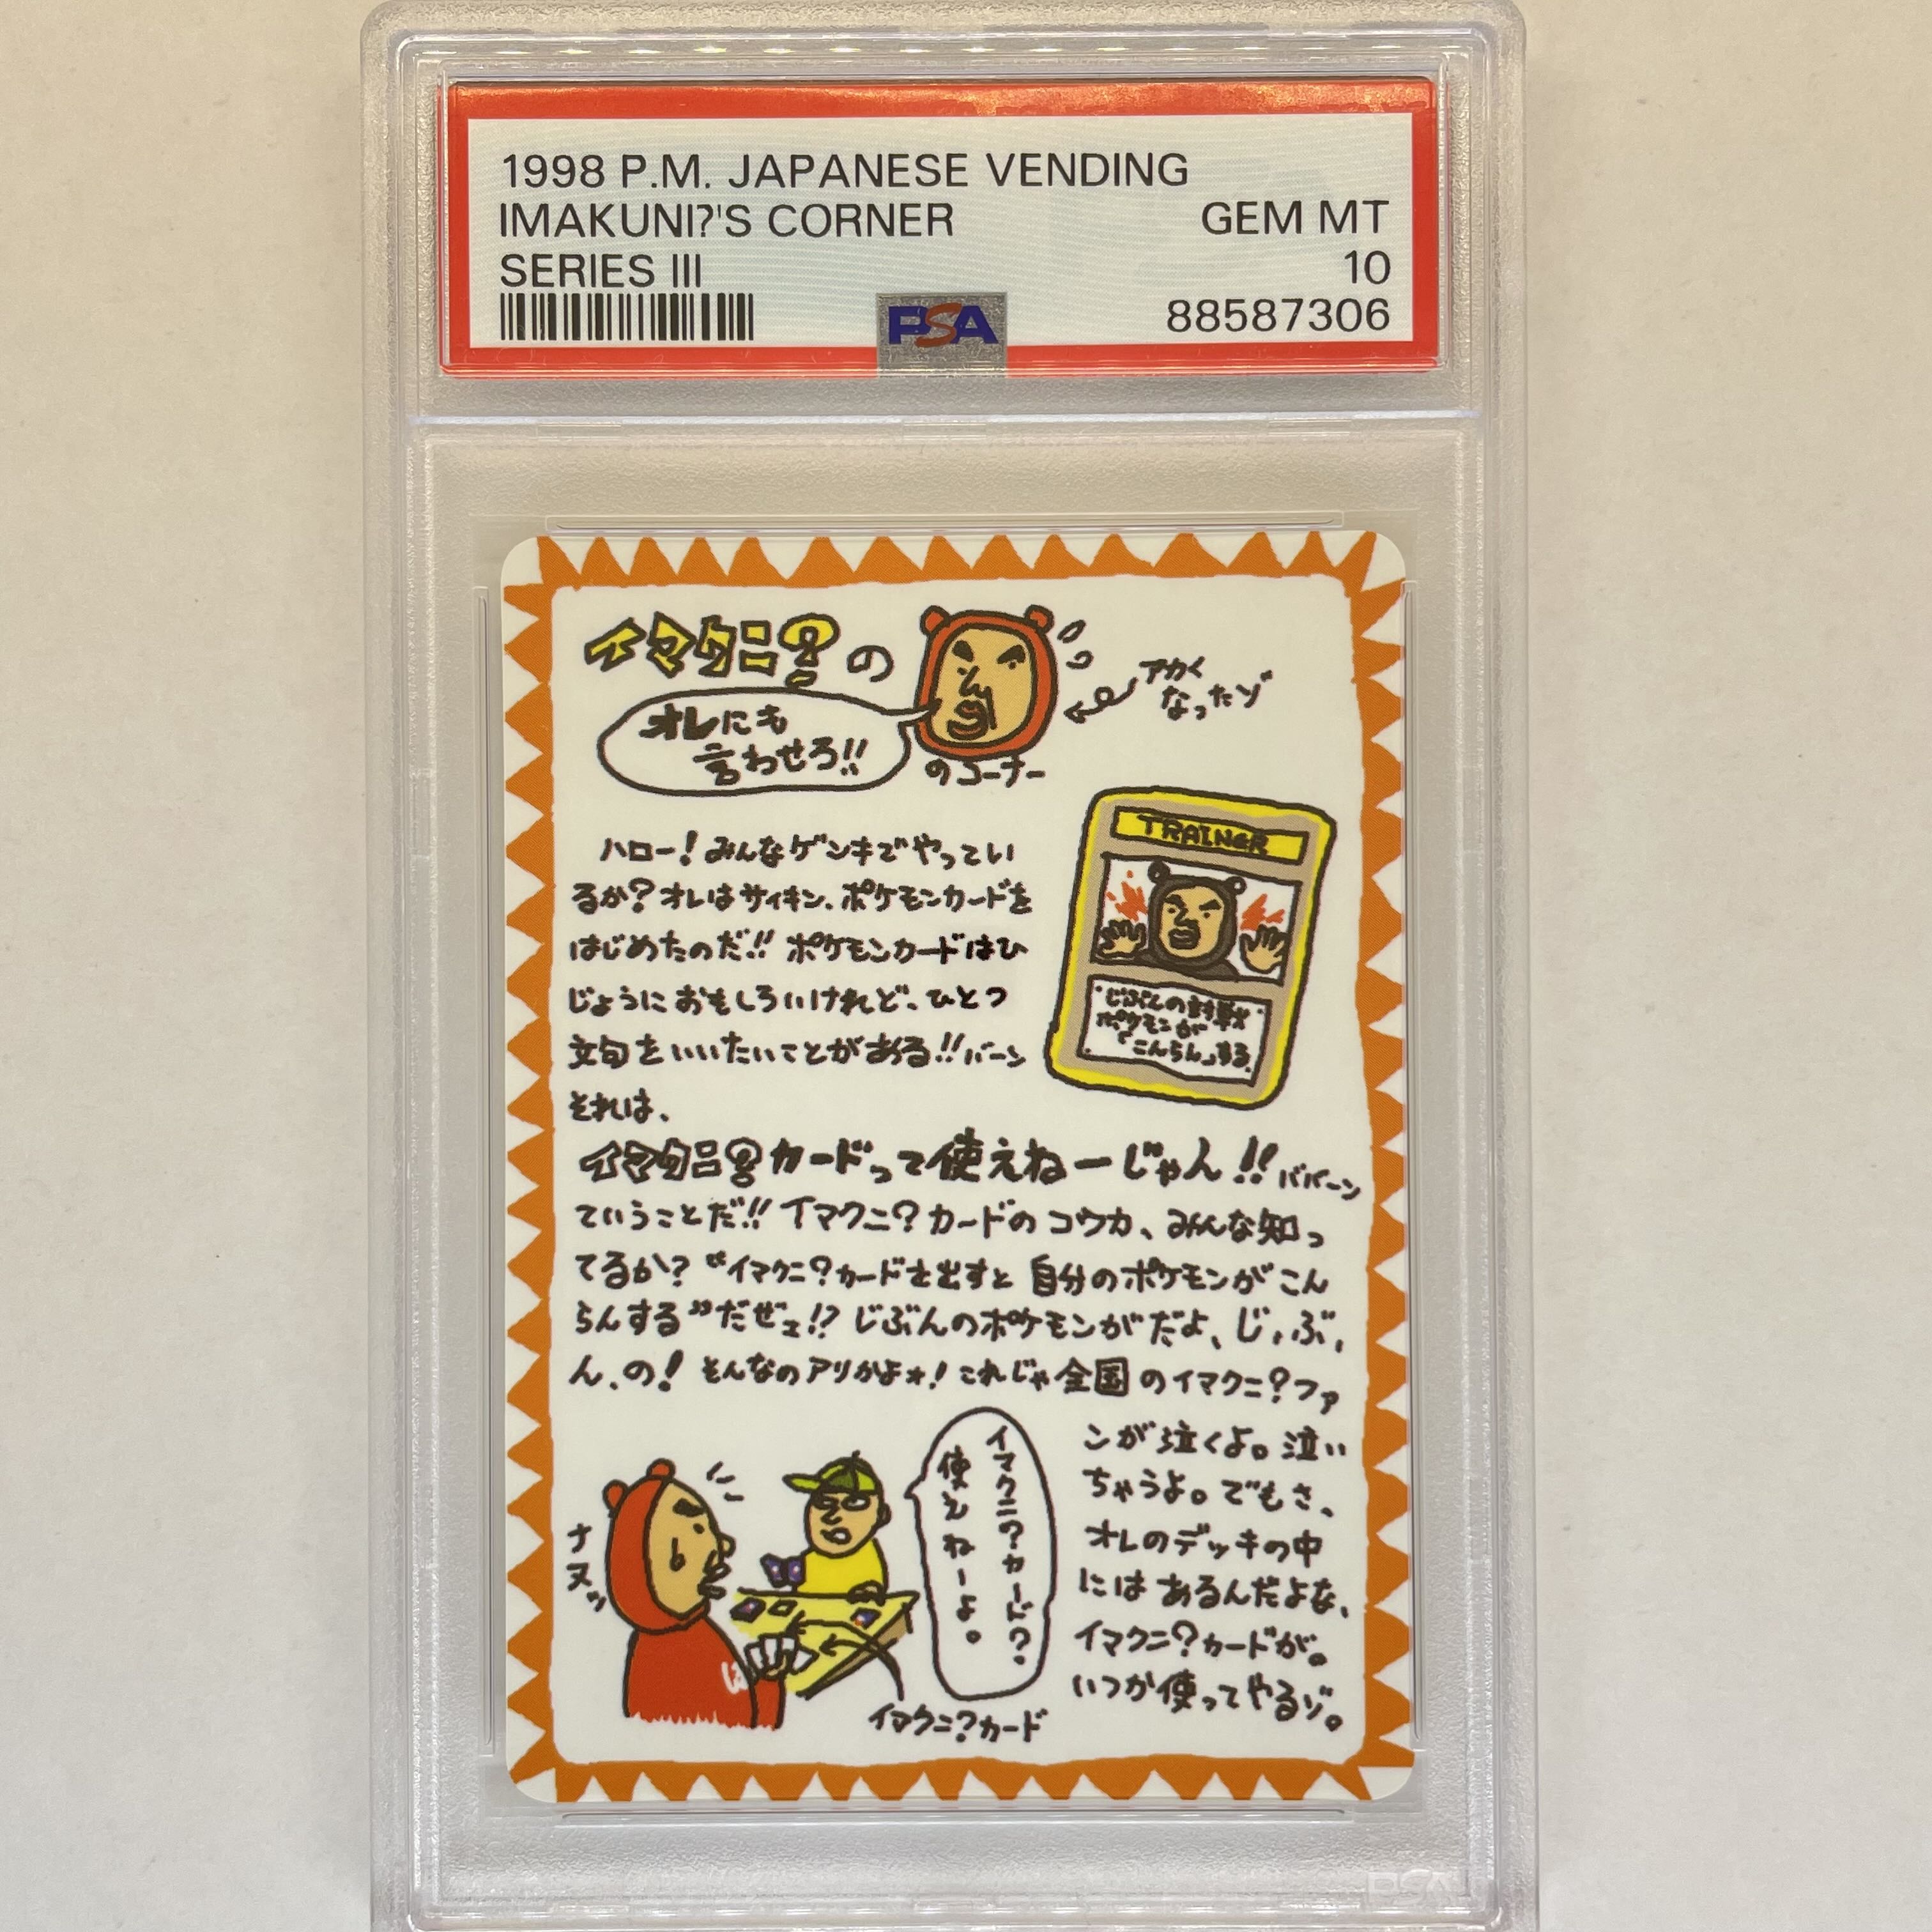 1998 P.M. JAPANESE VENDING
IMAKUNI?'S CORNER
GEM MT
SERIES III
10
PSA
88587306
イマクニ?の
オレにも
言わせろ!!
のコーナー
アカく
なったゾ
ハロー!みんなゲンキでやってい
るか?オレはサイキン、ポケモンカードを
はじめたのだ!!ポケモンカードはひ
じょうにおもしろいけれど、ひとつ
文句をいいたいことがある!!バーン
それは、
TRAINER
じぶんの対戦
ポケモンが
「こんらん」する。
イマクニ?カードって使えねーじゃん!!ババーン
ていうことだ!!イマクニ?カードのコウカ、みんな知っ
てるか?“イマクニ?カードを出すと自分のポケモンがこん
らんする”だぜェ!?じぶんのポケモンがだよ、じ、ぶ、
ん、の!そんなのアリかよォ!これじゃ全国のイマクニ?ファ
ンが泣くよ。泣い
ちゃうよ。でもさ、
オレのデッキの中
にはあるんだよな、
イマクニ?カードが。
いつか使ってやるゾ。
イマクニ?カード?
使えねーよ。
ナヌッ
イマクニ?カード
PSA